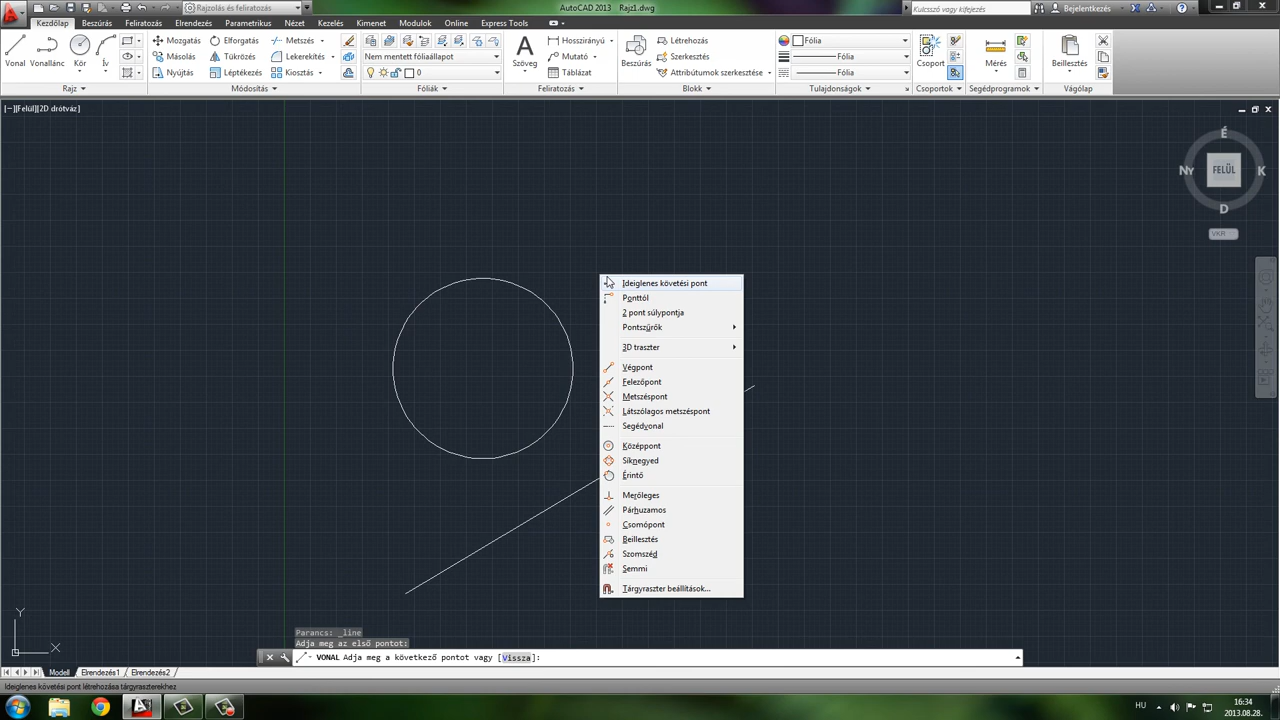 Rajzolás és feliratozás
AutoCAD 2013 Rajz1.dwg
Kulcsszó vagy kifejezés
Bejelentkezés
Kezdőlap
Beszúrás
Feliratozás
Elrendezés
Parametrikus
Nézet
Kezelés
Kimenet
Modulok
Online
Express Tools
Vonal
Vonallánc
Kör
Ív
Mozgatás
Elforgatás
Metszés
Másolás
Tükrözés
Lekerekítés
Nyújtás
Léptékezés
Kiosztás
Nem mentett fóliaállapot
0
Szöveg
Hosszirányú
Mutató
Táblázat
Beszúrás
Létrehozás
Szerkesztés
Attribútumok szerkesztése
Fólia
Fólia
Fólia
Csoport
Mérés
Beillesztés
Rajz
Módosítás
Fóliák
Feliratozás
Blokk
Tulajdonságok
Csoportok
Segédprogramok
Vágólap
[−][Felül][2D drótváz]
É
Ny
FELÜL
K
D
VKR
Ideiglenes követési pont
Ponttól
2 pont súlypontja
Pontszűrők
3D traszter
Végpont
Felezőpont
Metszéspont
Látszólagos metszéspont
Segédvonal
Középpont
Síknegyed
Érintő
Merőleges
Párhuzamos
Csomópont
Beillesztés
Szomszéd
Semmi
Tárgyraszter beállítások...
Y
X
Parancs: _line
Adja meg az első pontot:
VONAL Adja meg a következő pontot vagy [Vissza]:
Modell
Elrendezés1
Elrendezés2
Ideiglenes követési pont létrehozása tárgyraszterekhez
HU
16:34
2013.08.28.